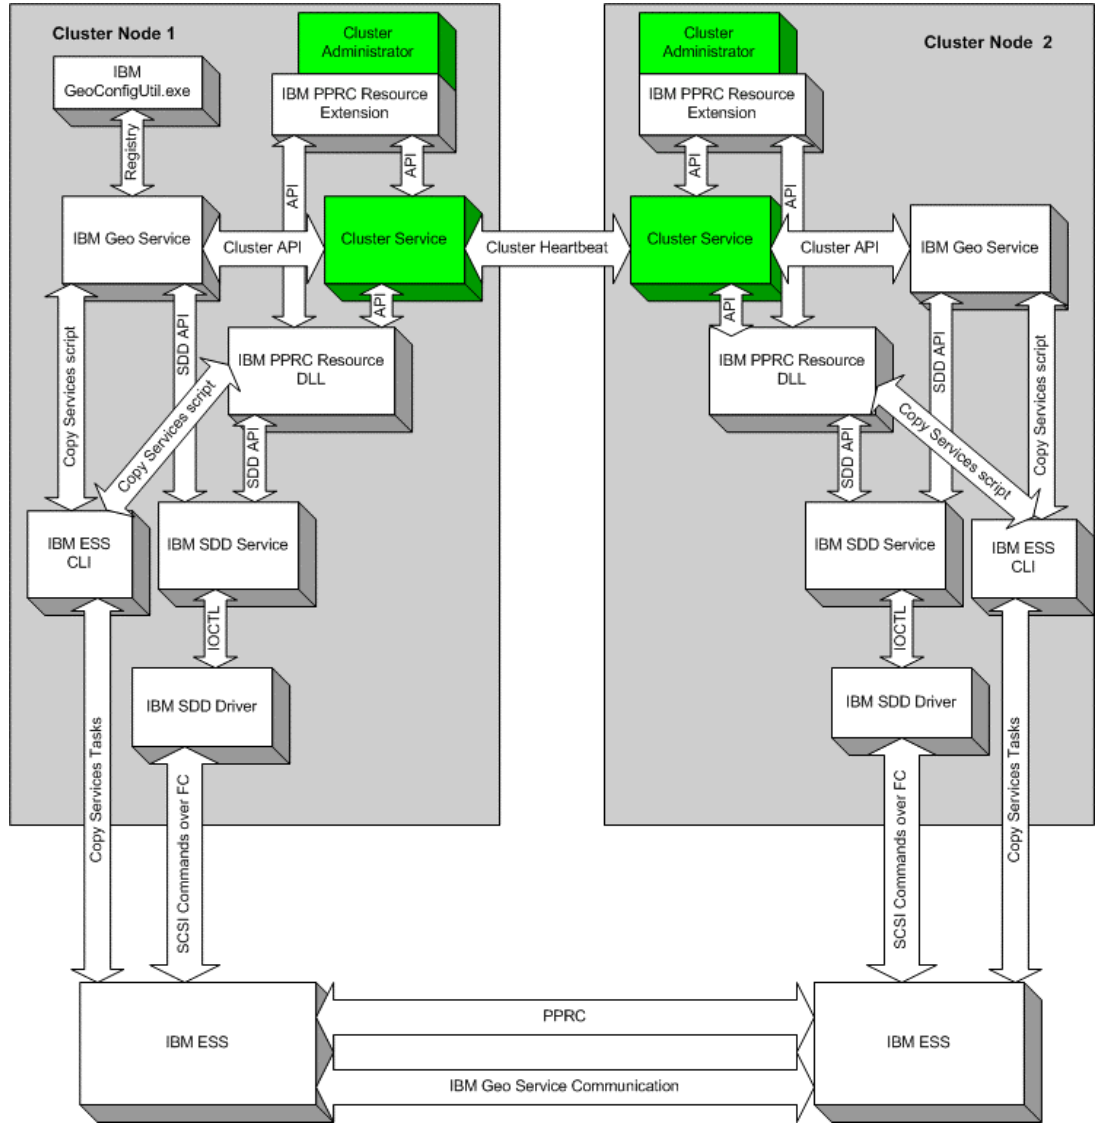 Cluster Node 1
Cluster
Administrator
IBM
GeoConfigUtil.exe
IBM PPRC Resource
Extension
Registry
API
API
IBM Geo Service
Cluster API
Cluster Service
Copy Services script
SDD API
API
IBM PPRC Resource
DLL
Copy Services script
SDD API
IBM ESS
CLI
IBM SDD Service
IOCTL
IBM SDD Driver
Copy Services Tasks
SCSI Commands over FC
IBM ESS
Cluster Heartbeat
Cluster Node 2
Cluster
Administrator
IBM PPRC Resource
Extension
API
API
Cluster Service
Cluster API
IBM Geo Service
API
SDD API
Copy Services script
IBM PPRC Resource
DLL
SDD API
Copy Services script
IBM SDD Service
IBM ESS
CLI
IOCTL
IBM SDD Driver
SCSI Commands over FC
Copy Services Tasks
PPRC
IBM ESS
IBM Geo Service Communication